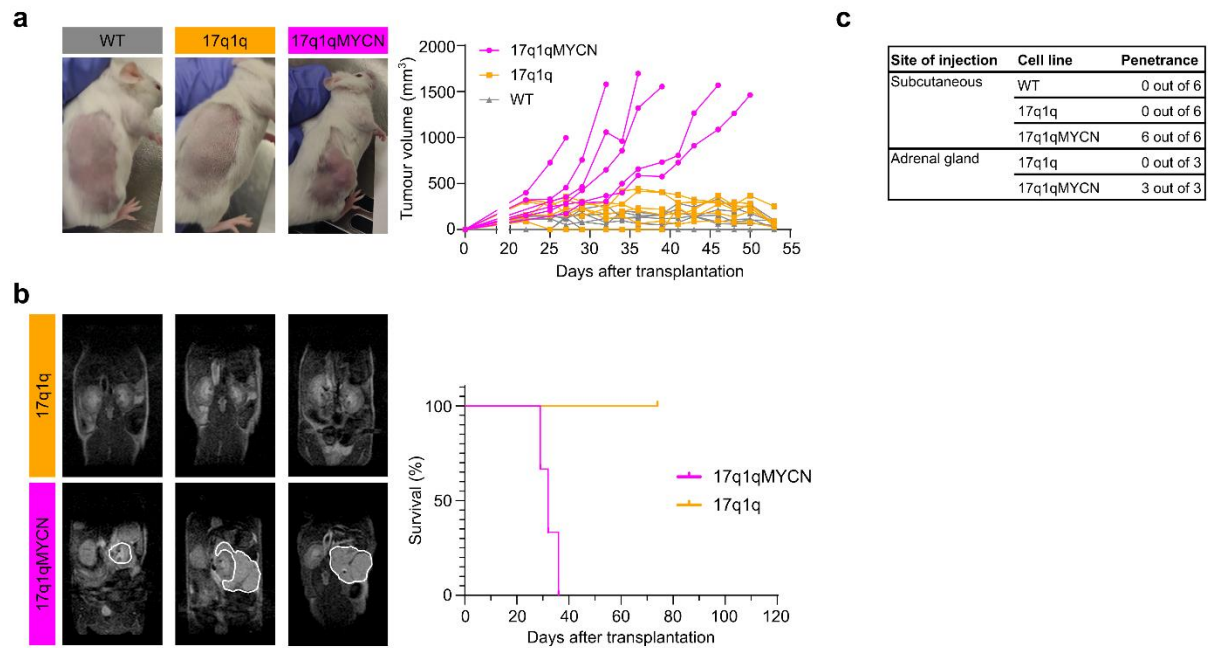 a
WT
17q1q
17q1qMYCN
Tumour volume (mm³)
2000
1500
1000
500
0
17q1qMYCN
17q1q
WT
0 20 25 29 35 40 46 50 55
Days after transplantation
c
Site of injection Cell line Penetrance
Subcutaneous WT 0 out of 6
17q1q 0 out of 6
17q1qMYCN 6 out of 6
Adrenal gland 17q1q 0 out of 3
17q1qMYCN 3 out of 3
b
17q1q
17q1qMYCN
Survival (%)
100
50
0
17q1qMYCN
17q1q
0 20 40 60 80 100 120
Days after transplantation